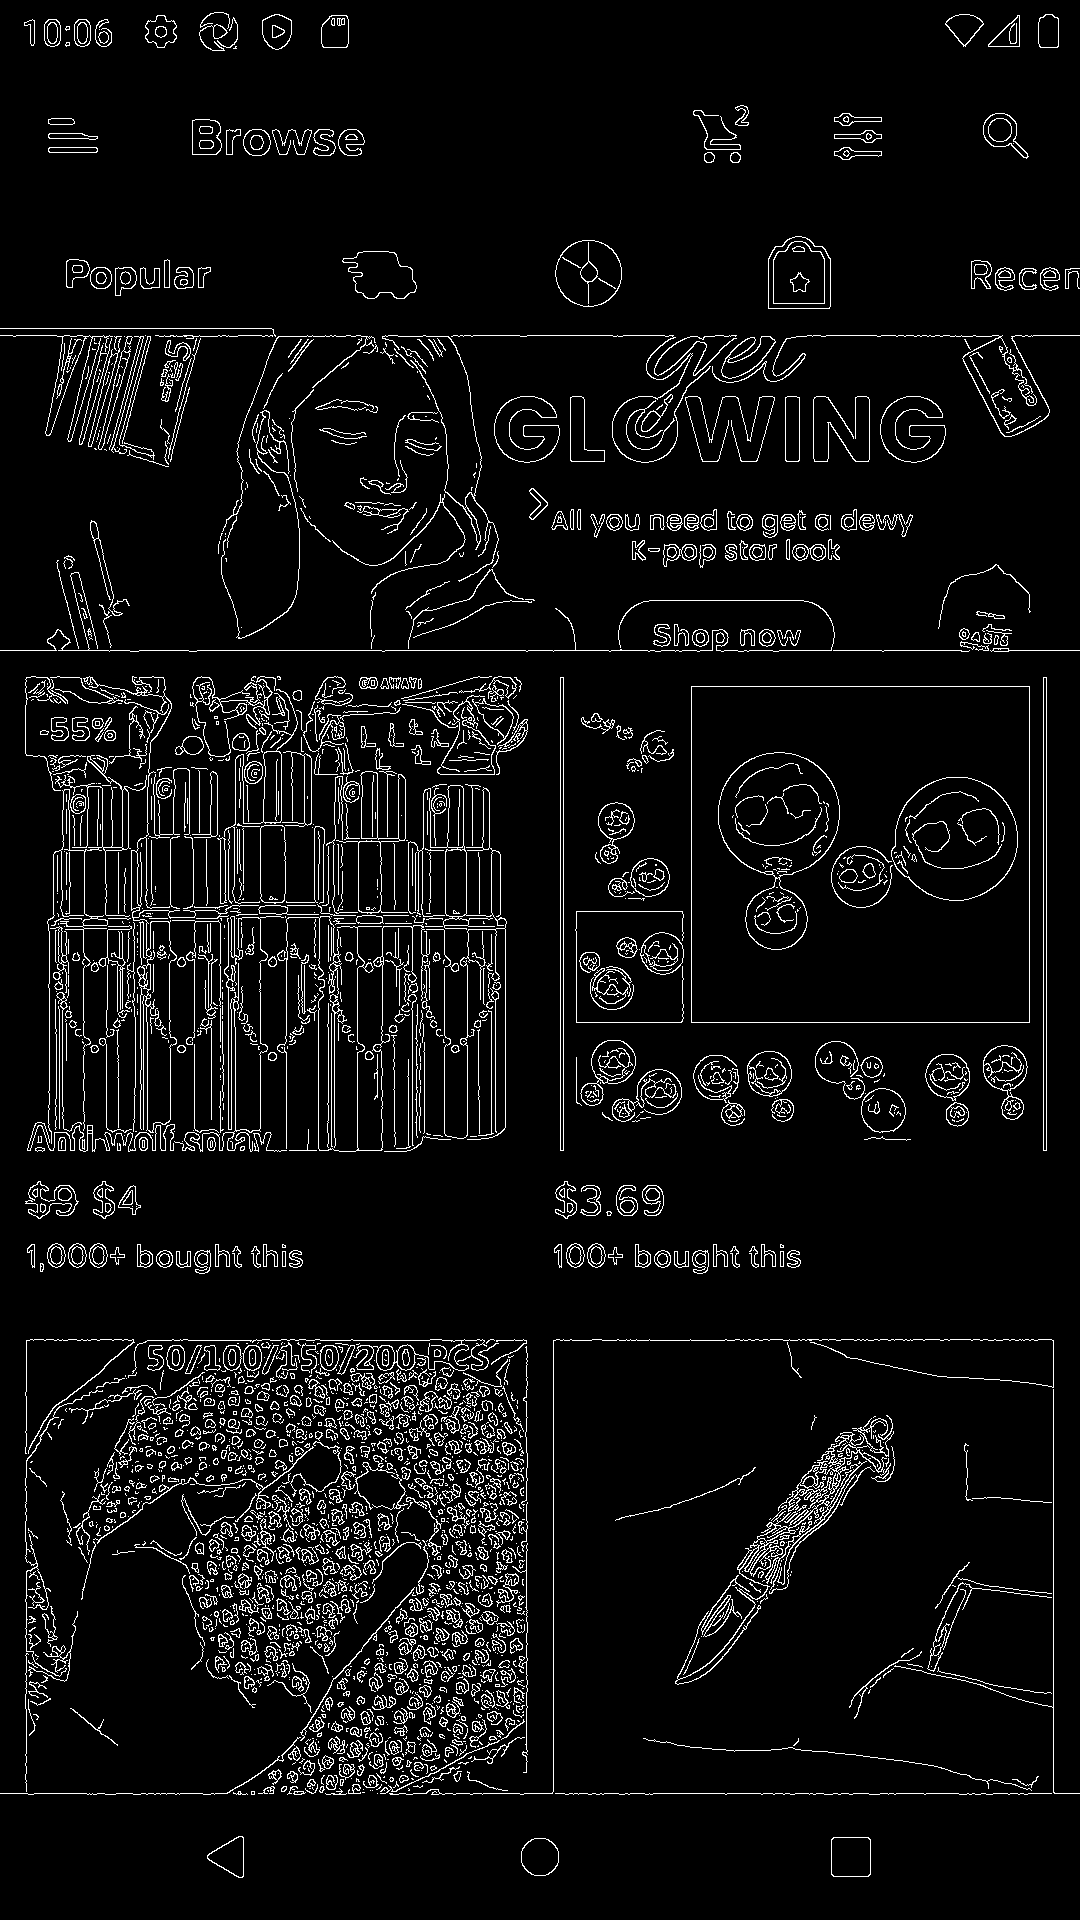 10:06
Browse
2
Popular
Recen
get
GLOWING
All you need to get a dewy
K-pop star look
Shop now
GO AWAY!
-55%
Anti-wolf spray
$9 $4
$3.69
1,000+ bought this
100+ bought this
50/100/150/200 PCS